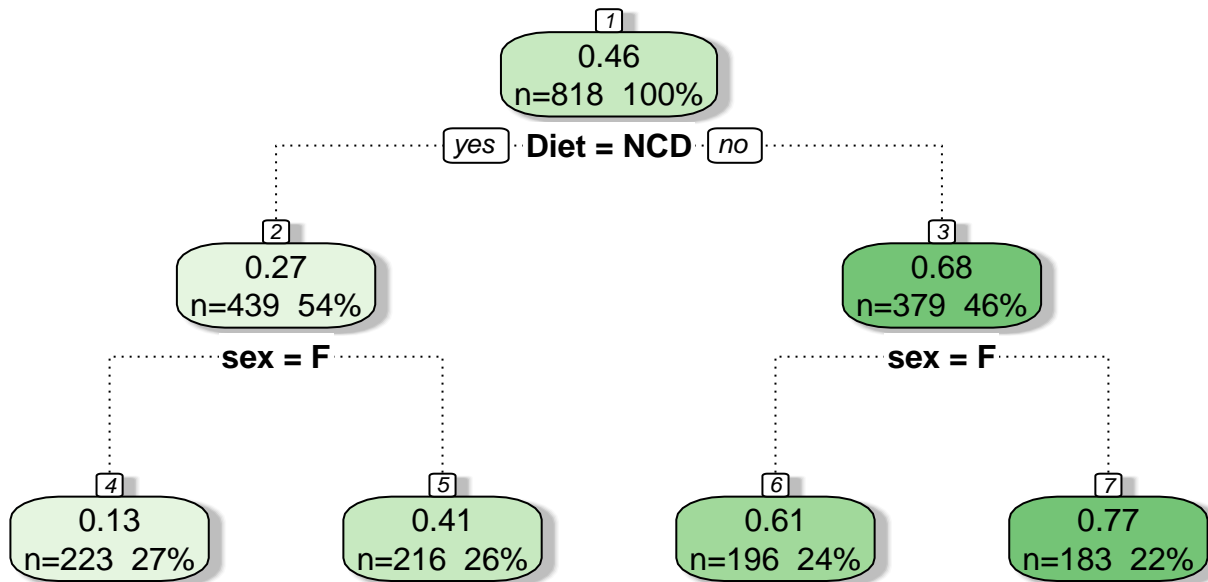 1
0.46
n=818 100%
yes Diet = NCD no
2
0.27
n=439 54%
sex = F
3
0.68
n=379 46%
sex = F
4
0.13
n=223 27%
5
0.41
n=216 26%
6
0.61
n=196 24%
7
0.77
n=183 22%